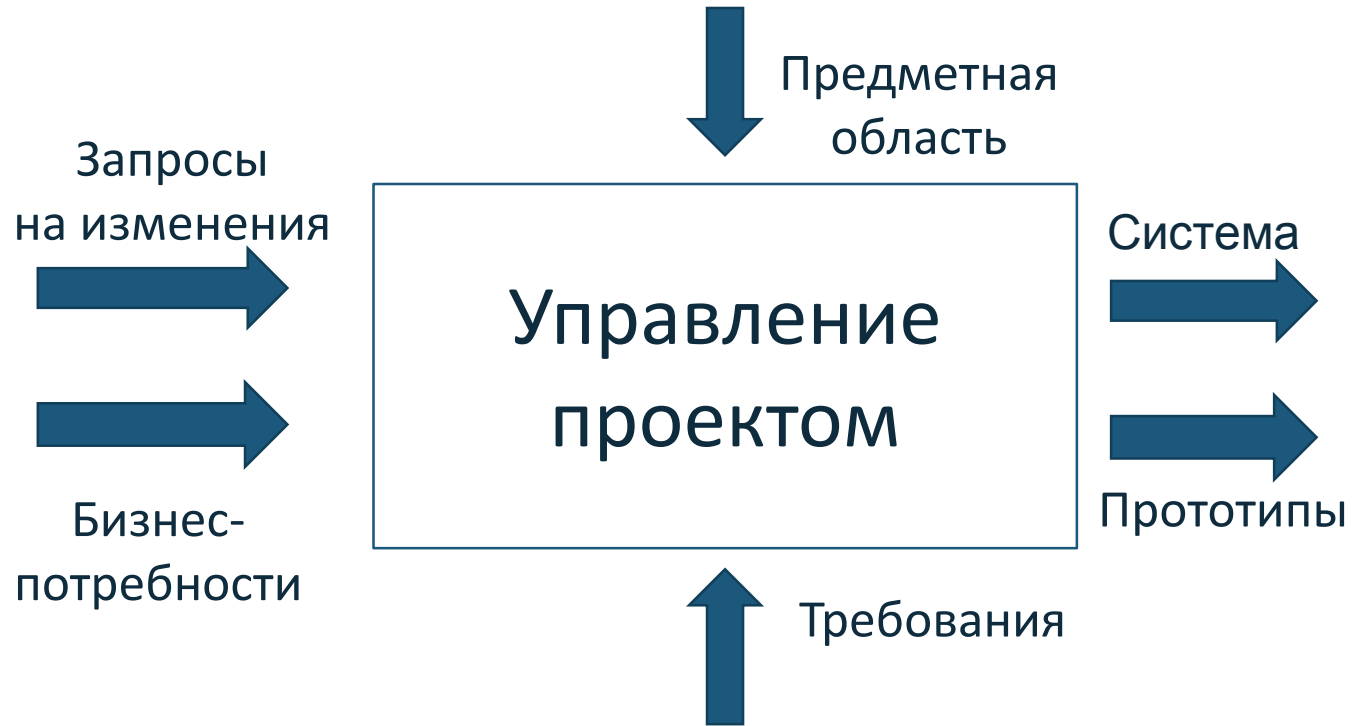 Предметная
область
Запросы
на изменения
Система
Управление
проектом
Бизнес-
потребности
Прототипы
Требования